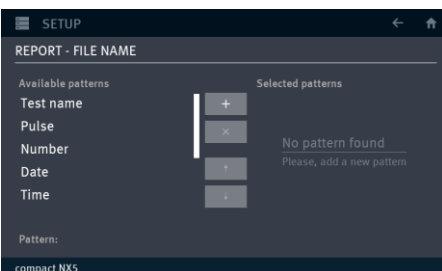 SETUP
REPORT - FILE NAME
Available patterns
Selected patterns
Test name
Pulse
Number
Date
Time
No pattern found
Please, add a new pattern
Pattern:
compact NX5